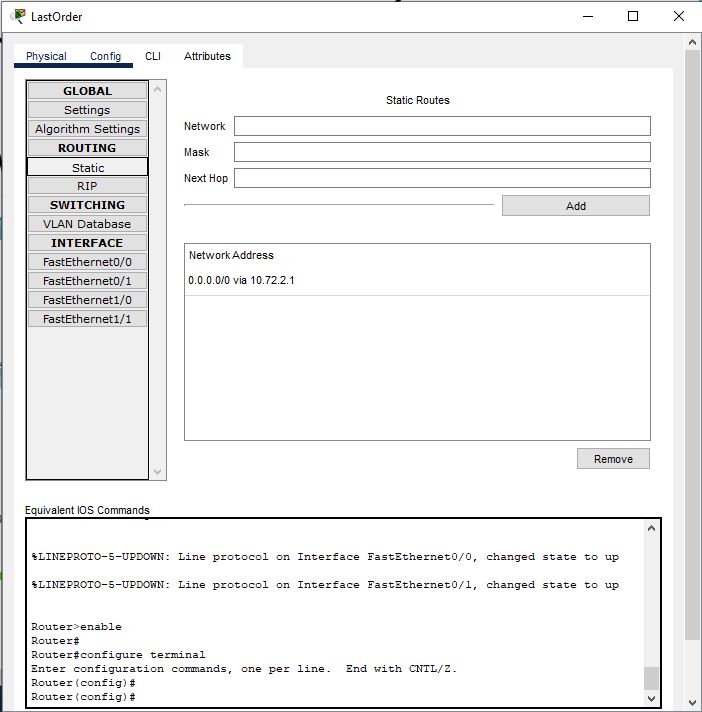 LastOrder
Physical Config CLI Attributes
GLOBAL
Settings
Algorithm Settings
ROUTING
Static
RIP
SWITCHING
VLAN Database
INTERFACE
FastEthernet0/0
FastEthernet0/1
FastEthernet1/0
FastEthernet1/1
Static Routes
Network
Mask
Next Hop
Add
Network Address
0.0.0.0/0 via 10.72.2.1
Remove
Equivalent IOS Commands
%LINEPROTO-5-UPDOWN: Line protocol on Interface FastEthernet0/0, changed state to up
%LINEPROTO-5-UPDOWN: Line protocol on Interface FastEthernet0/1, changed state to up
Router>enable
Router#
Router#configure terminal
Enter configuration commands, one per line.  End with CNTL/Z.
Router(config)#
Router(config)#